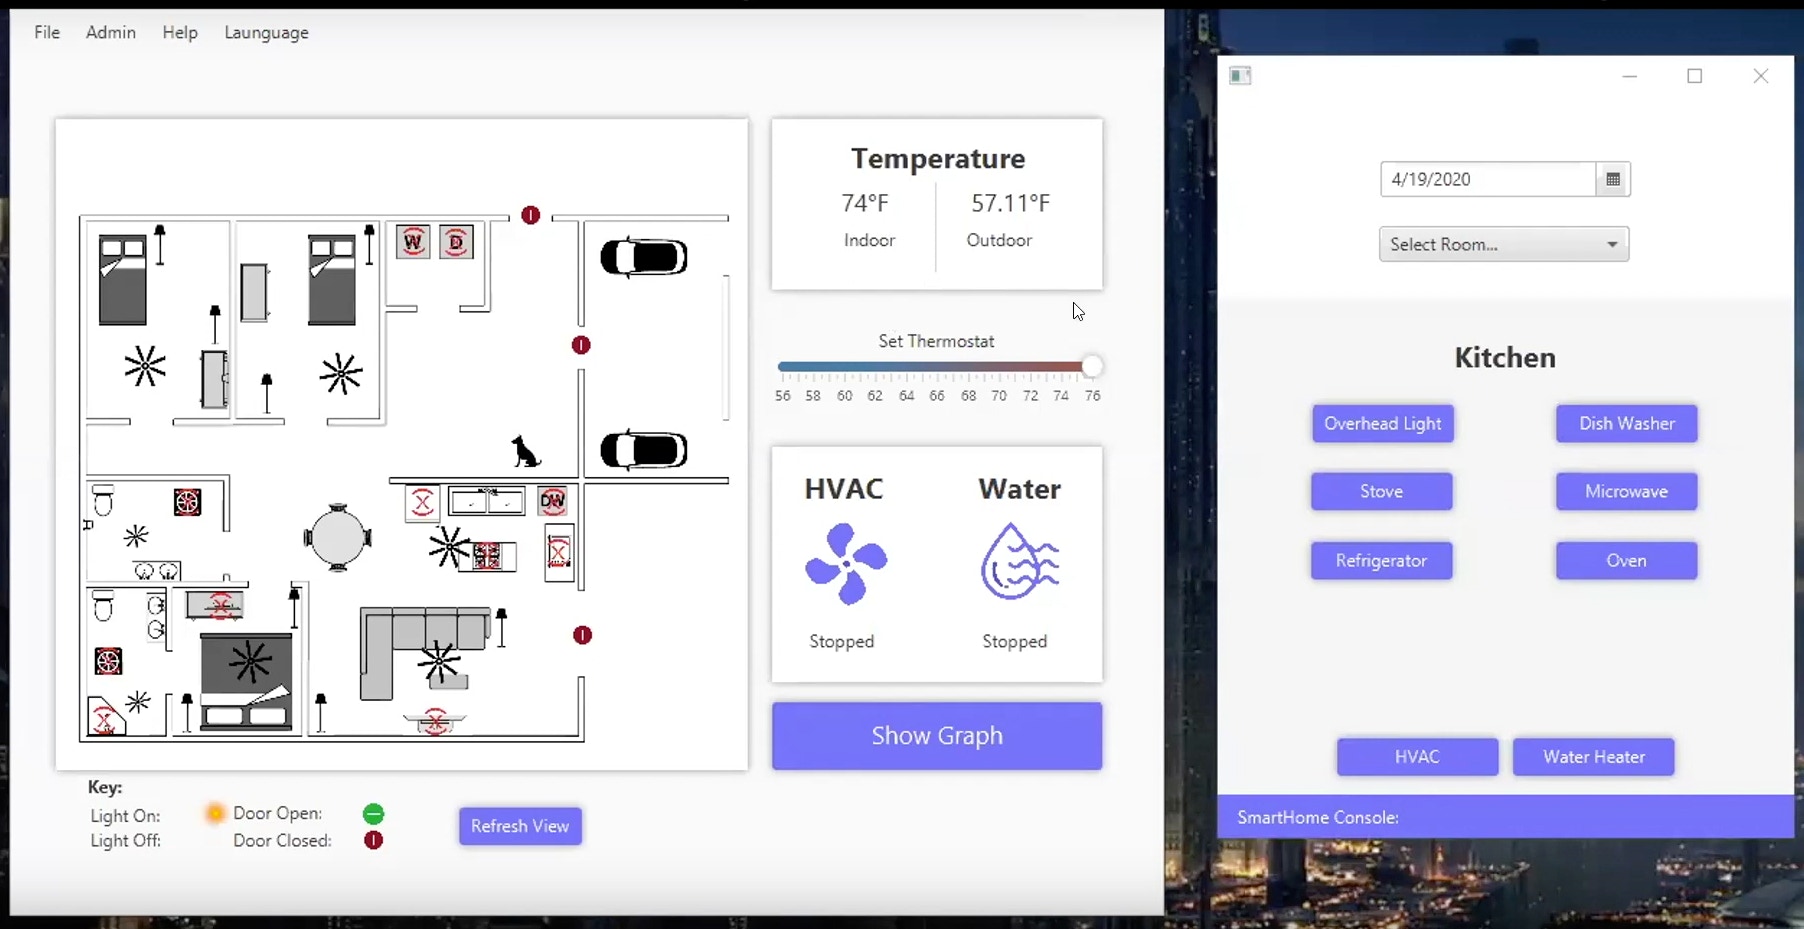 File Admin Help Launguage
W D
DW
Temperature
74°F 57.11°F
Indoor Outdoor
Set Thermostat
56 58 60 62 64 66 68 70 72 74 76
HVAC Water
Stopped Stopped
Show Graph
Key:
Light On: Door Open:
Light Off: Door Closed:
Refresh View
4/19/2020
Select Room...
Kitchen
Overhead Light Dish Washer
Stove Microwave
Refrigerator Oven
HVAC Water Heater
SmartHome Console: